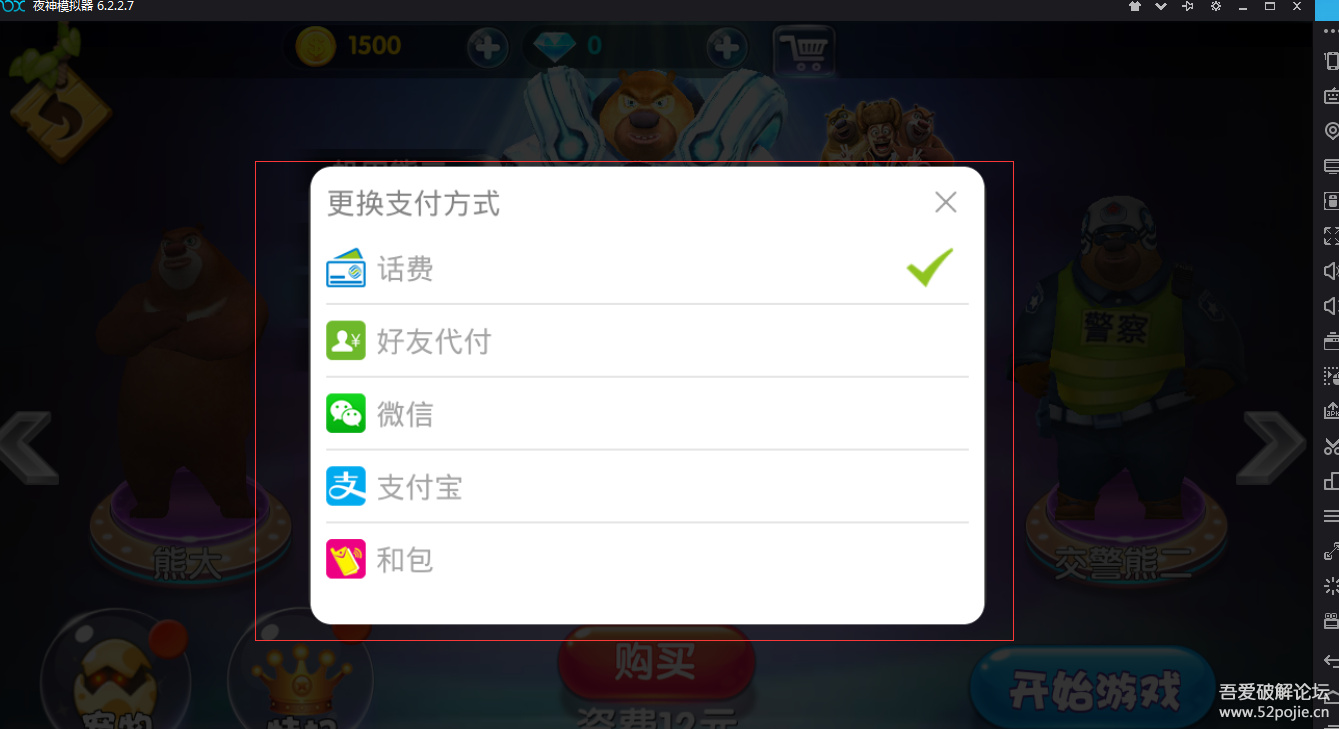 夜神模拟器 6.2.2.7
1500
0
更换支付方式
话费
好友代付
微信
支付宝
和包
警察
熊大
交警熊二
购买
资费12元
开始游戏
宠物
吾爱破解论坛
www.52pojie.cn